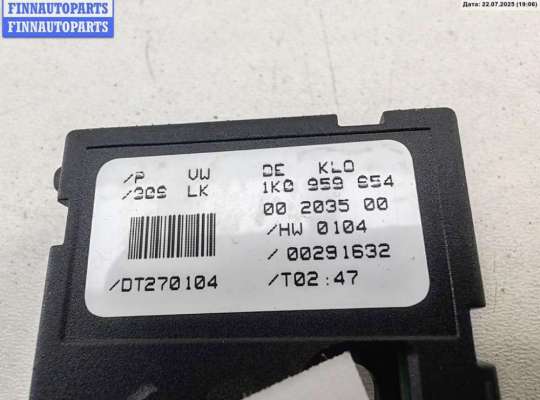 FINNAUTOPARTS
FINNAUTOPARTS
Дата: 22.07.2025 (19:06)
/P VW DE KLO
/309 LK 1K0 959 654
00 2035 00
/HW 0104
/00291632
/DT270104 /T02:47